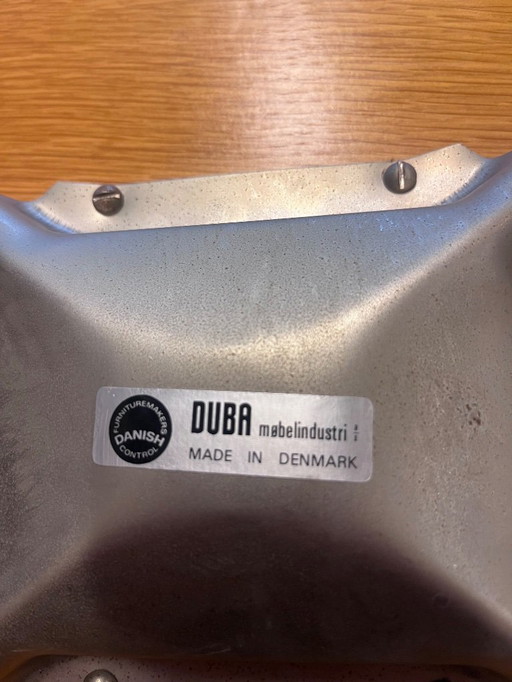 FURNITUREMAKERS
DANISH
CONTROL
DUBA møbelindustri A/S
MADE IN DENMARK